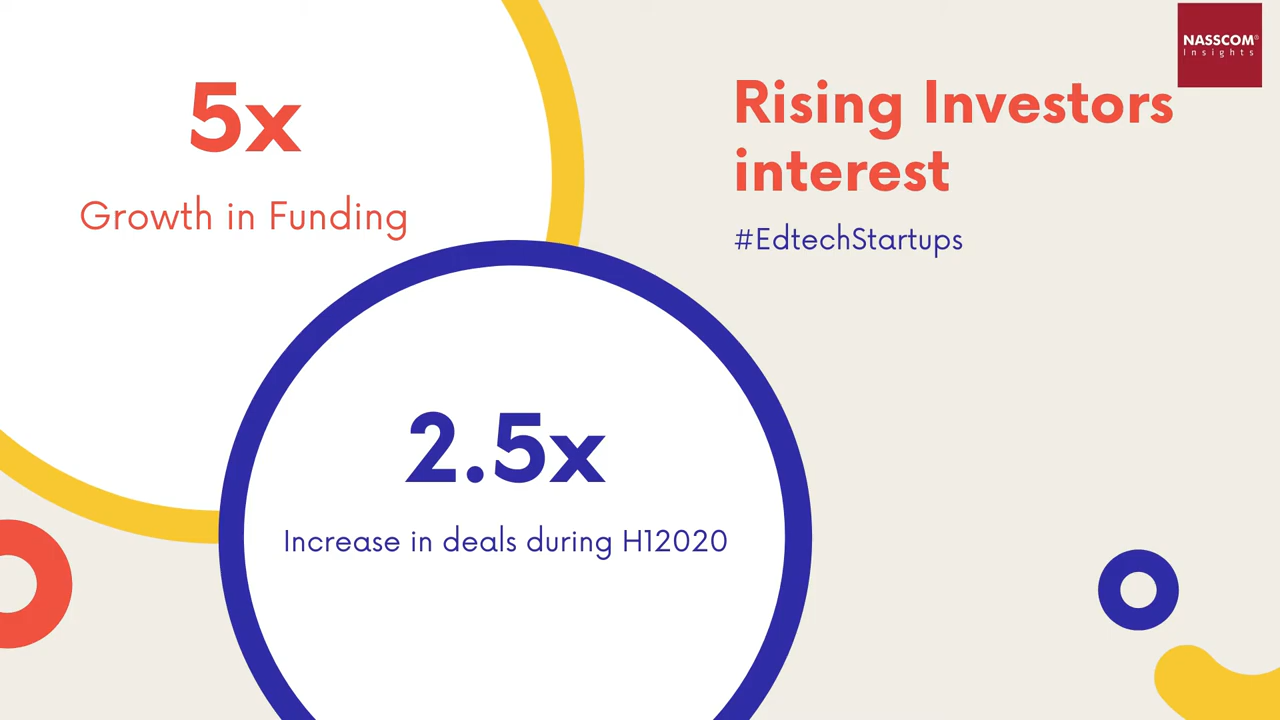 5x
Growth in Funding
2.5x
Increase in deals during H12020
Rising Investors
interest
#EdtechStartups
NASSCOM®
Insights